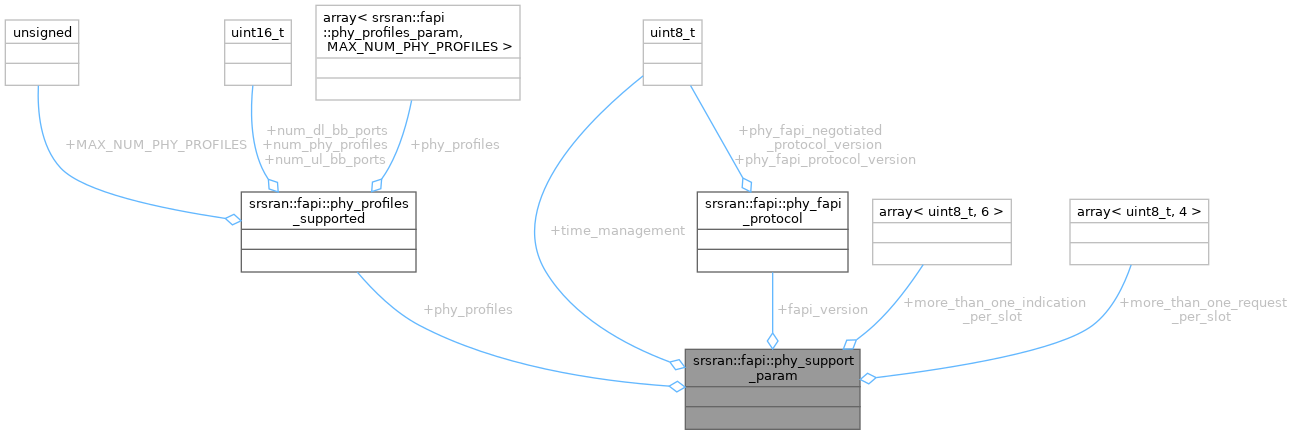 unsigned
uint16_t
array< srsran::fapi
::phy_profiles_param,
MAX_NUM_PHY_PROFILES >
uint8_t
+MAX_NUM_PHY_PROFILES
+num_dl_bb_ports
+num_phy_profiles
+num_ul_bb_ports
+phy_profiles
+phy_fapi_negotiated
_protocol_version
+phy_fapi_protocol_version
srsran::fapi::phy_profiles
_supported
+time_management
srsran::fapi::phy_fapi
_protocol
array< uint8_t, 6 >
array< uint8_t, 4 >
+phy_profiles
+fapi_version
+more_than_one_indication
_per_slot
+more_than_one_request
_per_slot
srsran::fapi::phy_support
_param